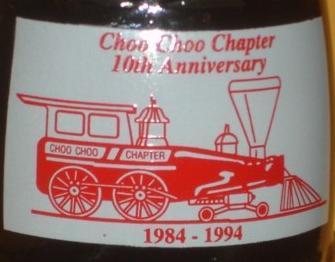 Choo Choo Chapter
10th Anniversary
CHOO CHOO CHAPTER
1984 - 1994